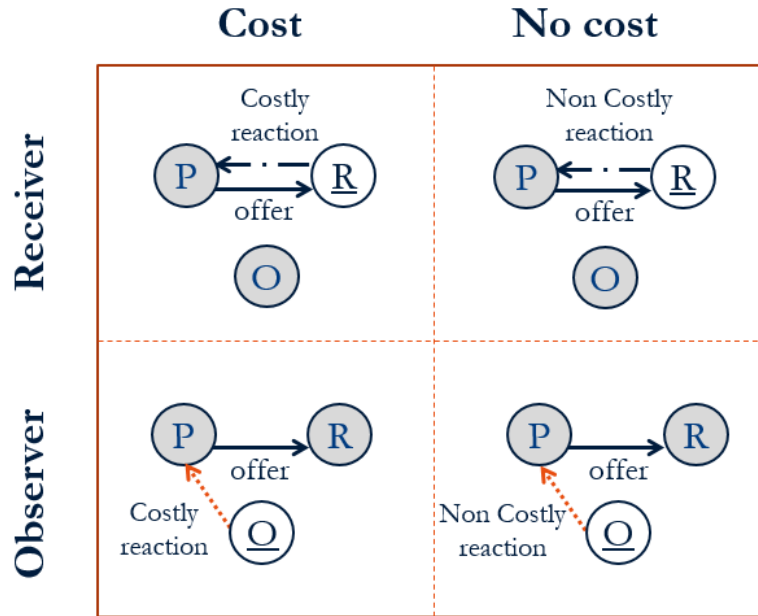 Cost
No cost
Receiver
Costly
reaction
P
R
offer
O
Non Costly
reaction
P
R
offer
O
Observer
P
R
offer
Costly
reaction
O
P
R
offer
Non Costly
reaction
O